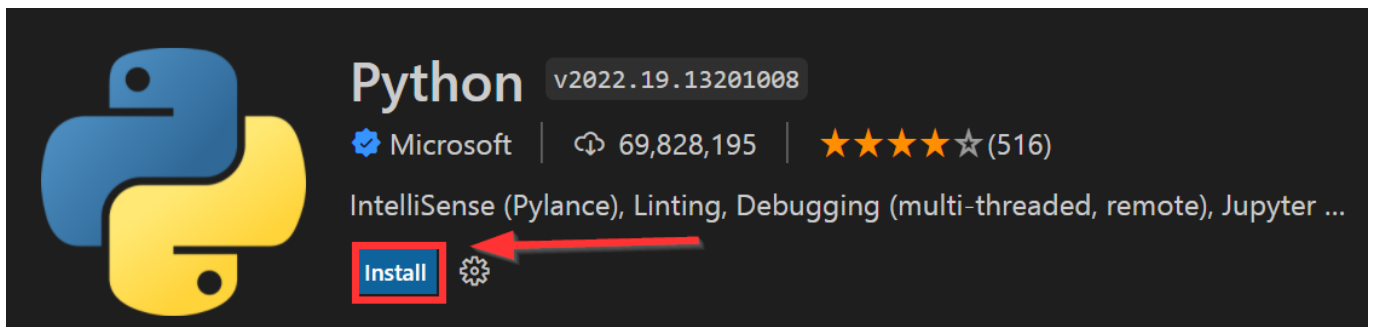 Python v2022.19.13201008
Microsoft 69,828,195 (516)
IntelliSense (Pylance), Linting, Debugging (multi-threaded, remote), Jupyter ...
Install